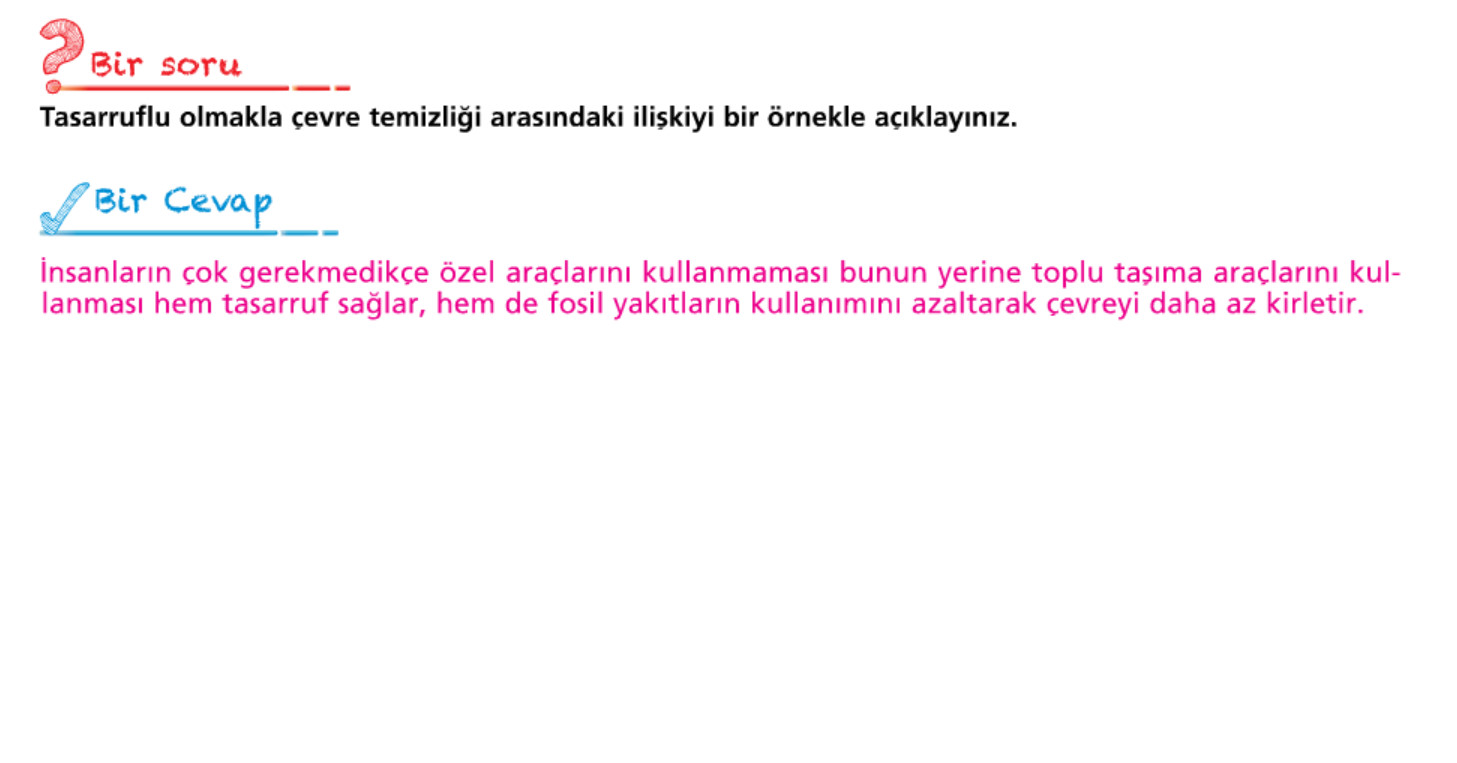 Bir soru
Tasarruflu olmakla çevre temizliği arasındaki ilişkiyi bir örnekle açıklayınız.
Bir Cevap
İnsanların çok gerekmedikçe özel araçlarını kullanmaması bunun yerine toplu taşıma araçlarını kul-
lanması hem tasarruf sağlar, hem de fosil yakıtların kullanımını azaltarak çevreyi daha az kirletir.